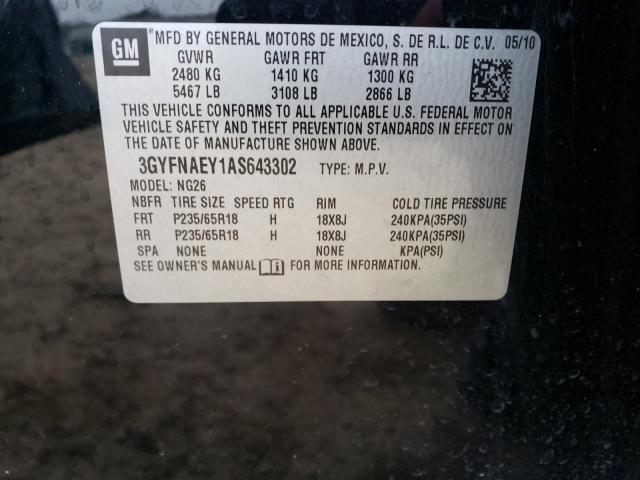 GM MFD BY GENERAL MOTORS DE MEXICO, S. DE R.L. DE C.V. 05/10
GVWR GAWR FRT GAWR RR
2480 KG 1410 KG 1300 KG
5467 LB 3108 LB 2866 LB
THIS VEHICLE CONFORMS TO ALL APPLICABLE U.S. FEDERAL MOTOR
VEHICLE SAFETY AND THEFT PREVENTION STANDARDS IN EFFECT ON
THE DATE OF MANUFACTURE SHOWN ABOVE.
3GYFNAEY1AS643302 TYPE: M.P.V.
MODEL: NG26
NBFR TIRE SIZE SPEED RTG RIM COLD TIRE PRESSURE
FRT P235/65R18 H 18X8J 240KPA(35PSI)
RR P235/65R18 H 18X8J 240KPA(35PSI)
SPA NONE NONE KPA(PSI)
SEE OWNER'S MANUAL FOR MORE INFORMATION.